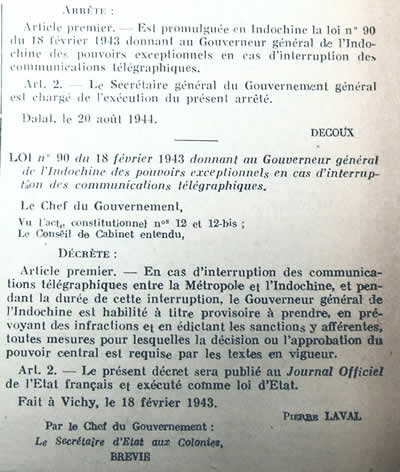 ARRÊTE :
Article premier. — Est promulguée en Indochine la loi n° 90
du 18 février 1943 donnant au Gouverneur général de l'Indo-
chine des pouvoirs exceptionnels en cas d'interruption des
communications télégraphiques.
Art. 2. — Le Secrétaire général du Gouvernement général
est chargé de l'exécution du présent arrêté.
Dalat, le 20 août 1944.
DECOUX
LOI n° 90 du 18 février 1943 donnant au Gouverneur général
de l'Indochine des pouvoirs exceptionnels en cas d'interrup-
tion des communications télégraphiques.
Le Chef du Gouvernement,
Vu l'act, constitutionnel nos 12 et 12-bis ;
Le Conseil de Cabinet entendu,
DÉCRÈTE :
Article premier. — En cas d'interruption des communica-
tions télégraphiques entre la Métropole et l'Indochine, et pen-
dant la durée de cette interruption, le Gouverneur général de
l'Indochine est habilité à titre provisoire à prendre, en pré-
voyant des infractions et en édictant les sanctions y afférentes,
toutes mesures pour lesquelles la décision ou l'approbation du
pouvoir central est requise par les textes en vigueur.
Art. 2. — Le présent décret sera publié au Journal Officiel
de l'Etat français et exécuté comme loi d'Etat.
Fait à Vichy, le 18 février 1943.
PIERRE LAVAL
Par le Chef du Gouvernement :
Le Secrétaire d'Etat aux Colonies,
BREVIE